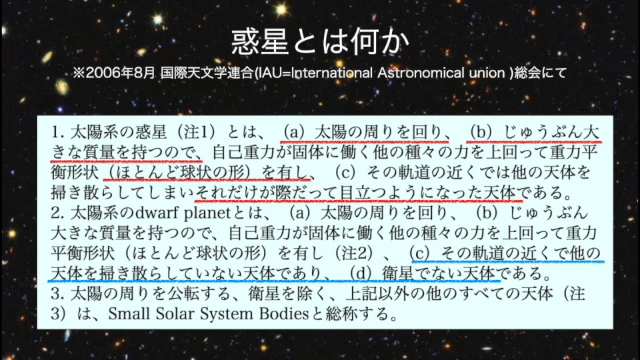 惑星とは何か
※2006年8月 国際天文学連合(IAU=International Astronomical union )総会にて
1. 太陽系の惑星（注1）とは、（a）太陽の周りを回り、（b）じゅうぶん大
きな質量を持つので、自己重力が固体に働く他の種々の力を上回って重力平
衡形状（ほとんど球状の形）を有し、（c）その軌道の近くでは他の天体を
掃き散らしてしまいそれだけが際だって目立つようになった天体である。
2. 太陽系のdwarf planetとは、（a）太陽の周りを回り、（b）じゅうぶん
大きな質量を持つので、自己重力が固体に働く他の種々の力を上回って重力
平衡形状（ほとんど球状の形）を有し（注2）、（c）その軌道の近くで他の
天体を掃き散らしていない天体であり、（d）衛星でない天体である。
3. 太陽の周りを公転する、衛星を除く、上記以外の他のすべての天体（注
3）は、Small Solar System Bodiesと総称する。